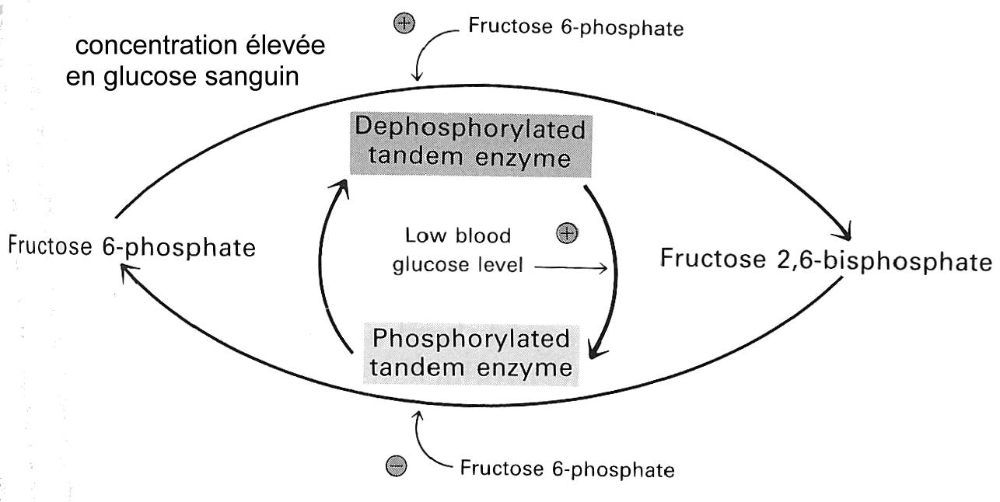 ⊕
Fructose 6-phosphate
concentration élevée
en glucose sanguin
Dephosphorylated
tandem enzyme
Low blood
glucose level
⊕
Fructose 6-phosphate
Fructose 2,6-bisphosphate
Phosphorylated
tandem enzyme
⊖
Fructose 6-phosphate